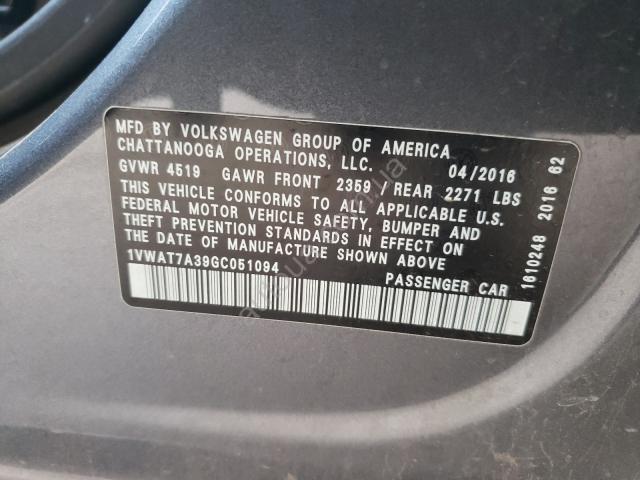 MFD BY VOLKSWAGEN GROUP OF AMERICA
CHATTANOOGA OPERATIONS, LLC. 04/2016
GVWR 4519 GAWR FRONT 2359 / REAR 2271 LBS
THIS VEHICLE CONFORMS TO ALL APPLICABLE U.S.
FEDERAL MOTOR VEHICLE SAFETY, BUMPER AND
THEFT PREVENTION STANDARDS IN EFFECT ON
THE DATE OF MANUFACTURE SHOWN ABOVE
1VWAT7A39GC051094 PASSENGER CAR
1610248 2016 62